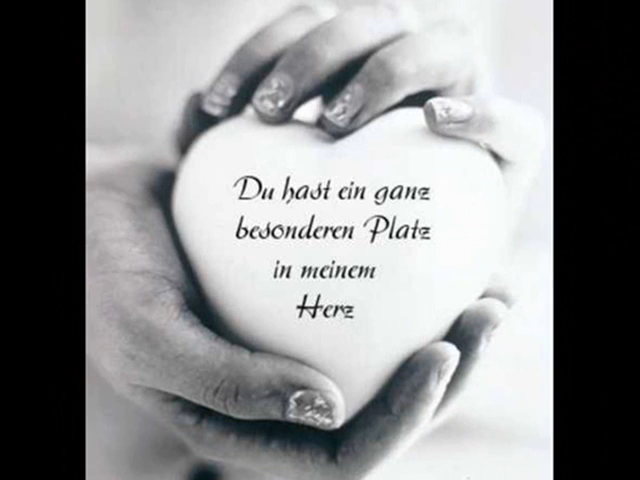 Du hast ein ganz
besonderen Platz
in meinem
Herz